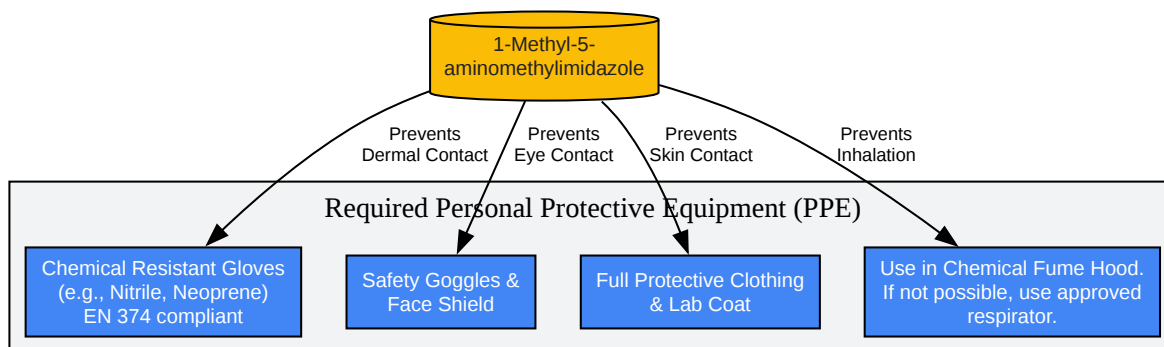 1-Methyl-5-
aminomethylimidazole
Prevents
Dermal Contact
Prevents
Eye Contact
Prevents
Skin Contact
Prevents
Inhalation
Required Personal Protective Equipment (PPE)
Chemical Resistant Gloves
(e.g., Nitrile, Neoprene)
EN 374 compliant
Safety Goggles &
Face Shield
Full Protective Clothing
& Lab Coat
Use in Chemical Fume Hood.
If not possible, use approved
respirator.